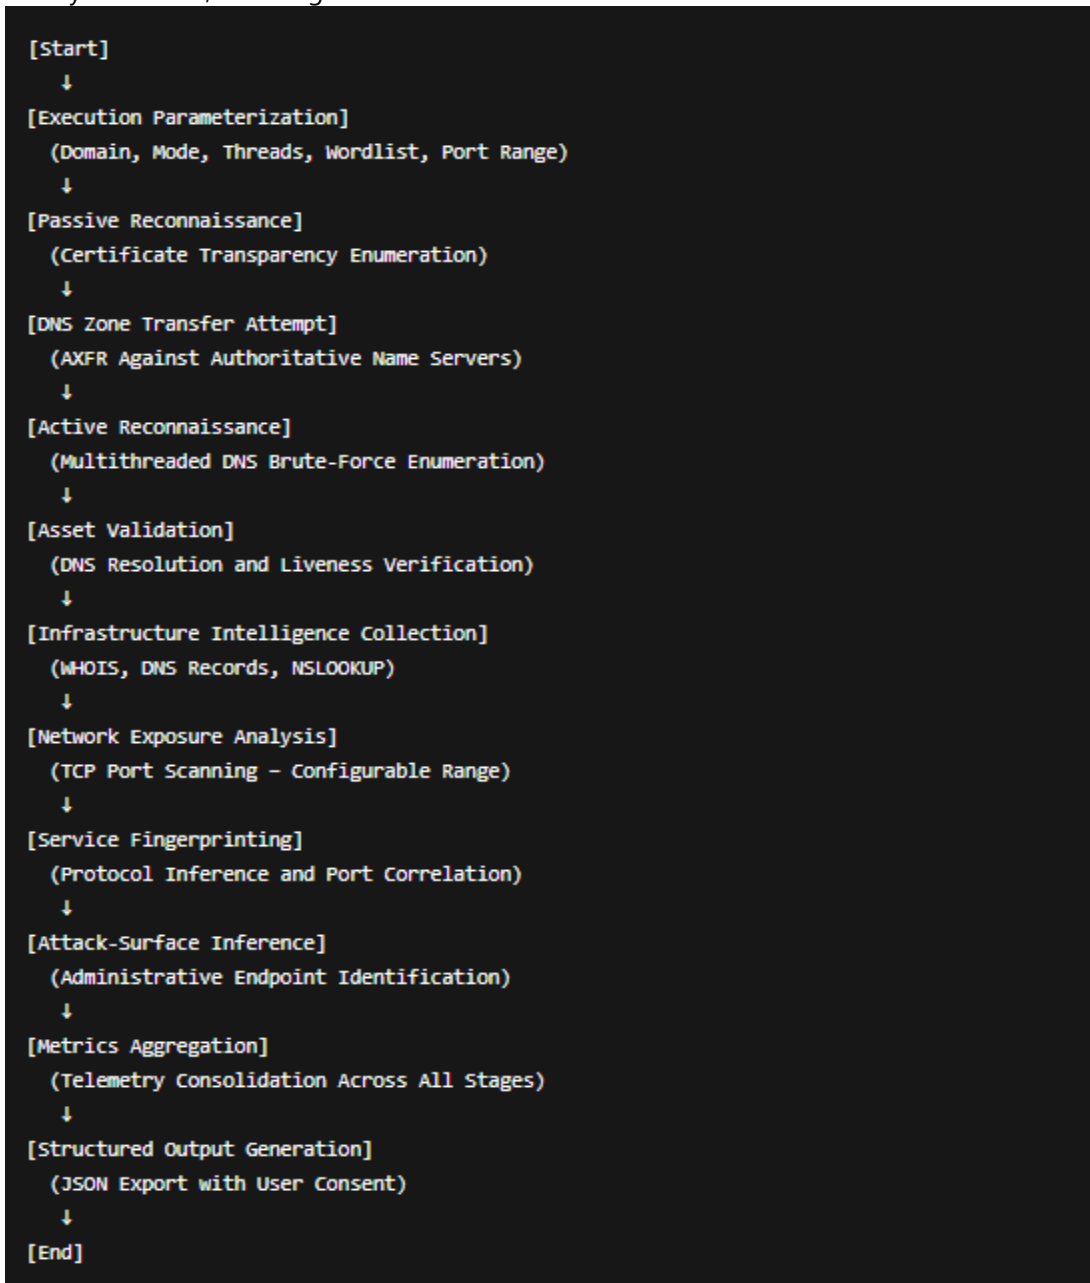 [Start]
↓
[Execution Parameterization]
(Domain, Mode, Threads, Wordlist, Port Range)
↓
[Passive Reconnaissance]
(Certificate Transparency Enumeration)
↓
[DNS Zone Transfer Attempt]
(AXFR Against Authoritative Name Servers)
↓
[Active Reconnaissance]
(Multithreaded DNS Brute-Force Enumeration)
↓
[Asset Validation]
(DNS Resolution and Liveness Verification)
↓
[Infrastructure Intelligence Collection]
(WHOIS, DNS Records, NSLOOKUP)
↓
[Network Exposure Analysis]
(TCP Port Scanning – Configurable Range)
↓
[Service Fingerprinting]
(Protocol Inference and Port Correlation)
↓
[Attack-Surface Inference]
(Administrative Endpoint Identification)
↓
[Metrics Aggregation]
(Telemetry Consolidation Across All Stages)
↓
[Structured Output Generation]
(JSON Export with User Consent)
↓
[End]